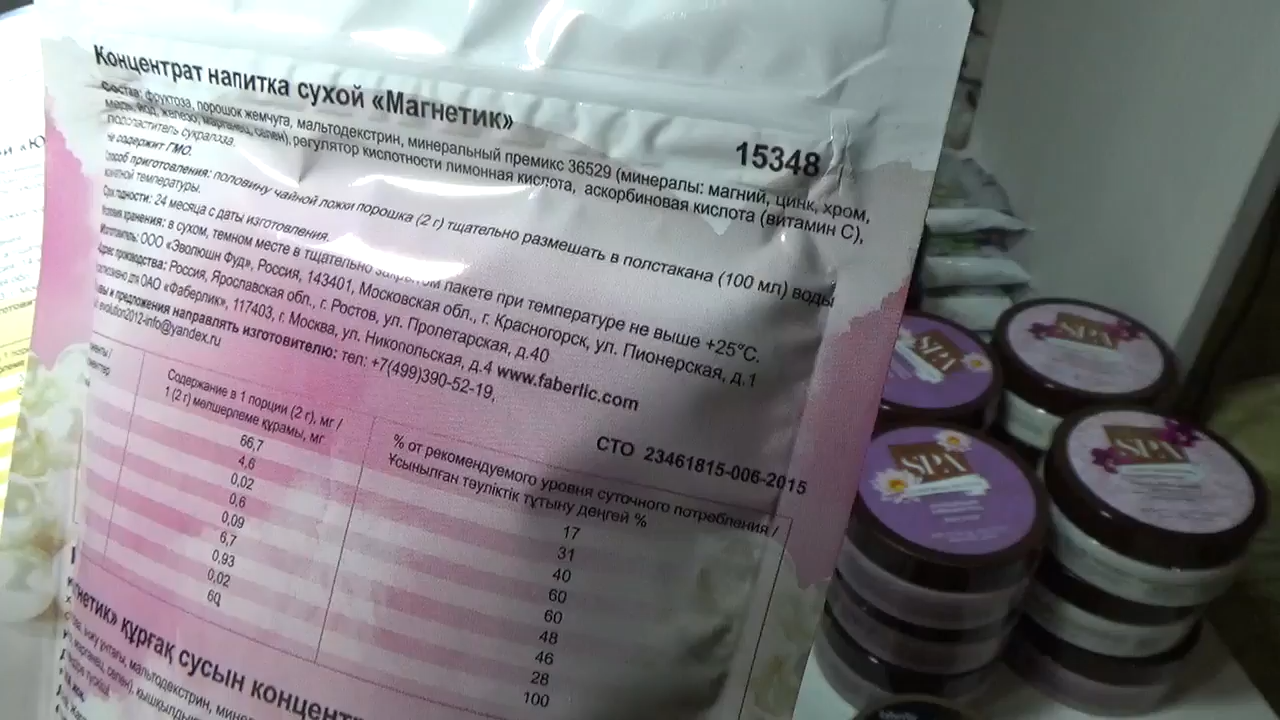 Концентрат напитка сухой «Магнетик»
15348
Состав: фруктоза, порошок жемчуга, мальтодекстрин, минеральный премикс 36529 (минералы: магний, цинк, хром,
медь, йод, железо, марганец, селен), регулятор кислотности лимонная кислота, аскорбиновая кислота (витамин С),
подсластитель сукралоза.
не содержит ГМО.
способ приготовления: половину чайной ложки порошка (2 г) тщательно размешать в полстакана (100 мл) воды
комнатной температуры.
Срок годности: 24 месяца с даты изготовления.
Условия хранения: в сухом, темном месте в тщательно закрытом пакете при температуре не выше +25°С.
Изготовитель: ООО «Эволюшн Фуд», Россия, 143401, Московская обл., г. Красногорск, ул. Пионерская, д.1
Адрес производства: Россия, Ярославская обл., г. Ростов, ул. Пролетарская, д.40
для ОАО «Фаберлик», 117403, г. Москва, ул. Никопольская, д.4 www.faberlic.com
и предложения направлять изготовителю: тел: +7(499)390-52-19,
evolution2012-info@yandex.ru
СТО 23461815-006-2015
Содержание в 1 порции (2 г), мг /
1 (2 г) мөлшерлеме құрамы, мг
% от рекомендуемого уровня суточного потребления /
Ұсынылған тәуліктік тұтыну деңгейі %
66,7 17
4,6 31
0,02 40
0,6 60
0,09 60
6,7 48
0,93 46
0,02 28
60 100
құрғақ сусын
мальтодекстрин,
SPA
SPA
SPA
SPA